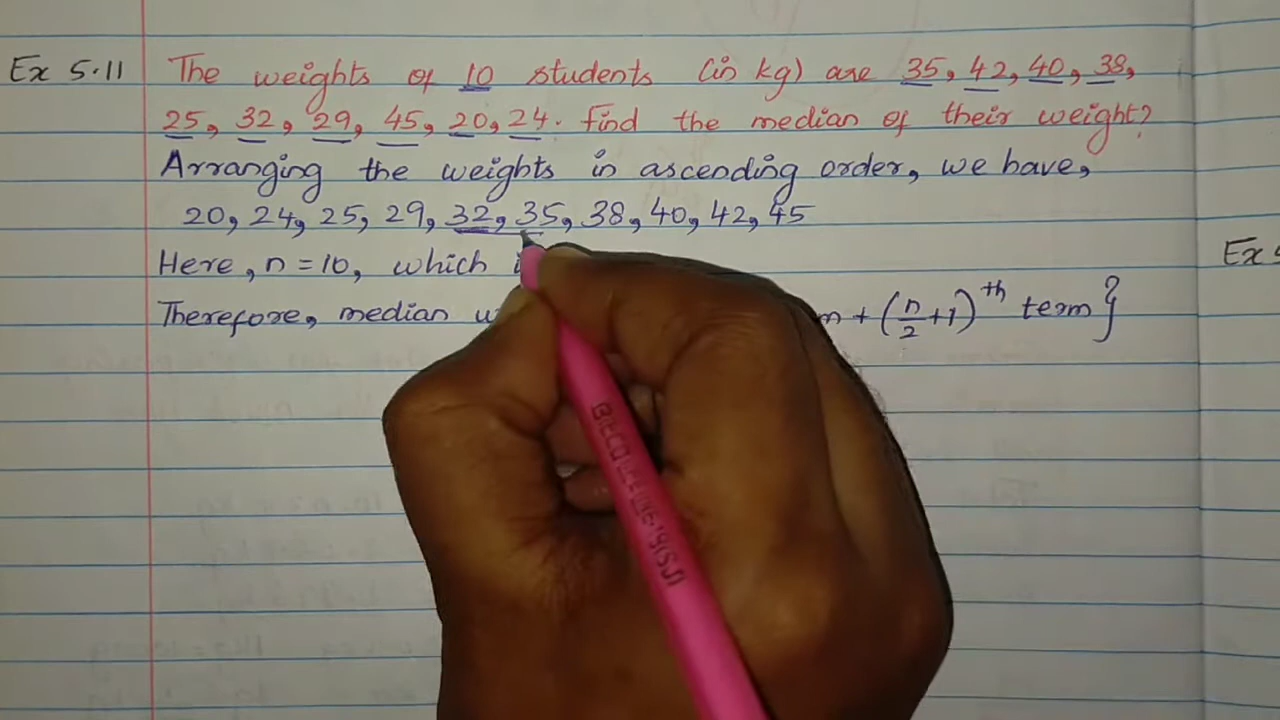 Ex 5.11
The weights of 10 students (in kg) are 35, 42, 40, 38,
25, 32, 29, 45, 20, 24. Find the median of their weight?
Arranging the weights in ascending order, we have,
20, 24, 25, 29, 32, 35, 38, 40, 42, 45
Here, n = 10, which
Therefore, median + (n/2 + 1)th term}
Ex